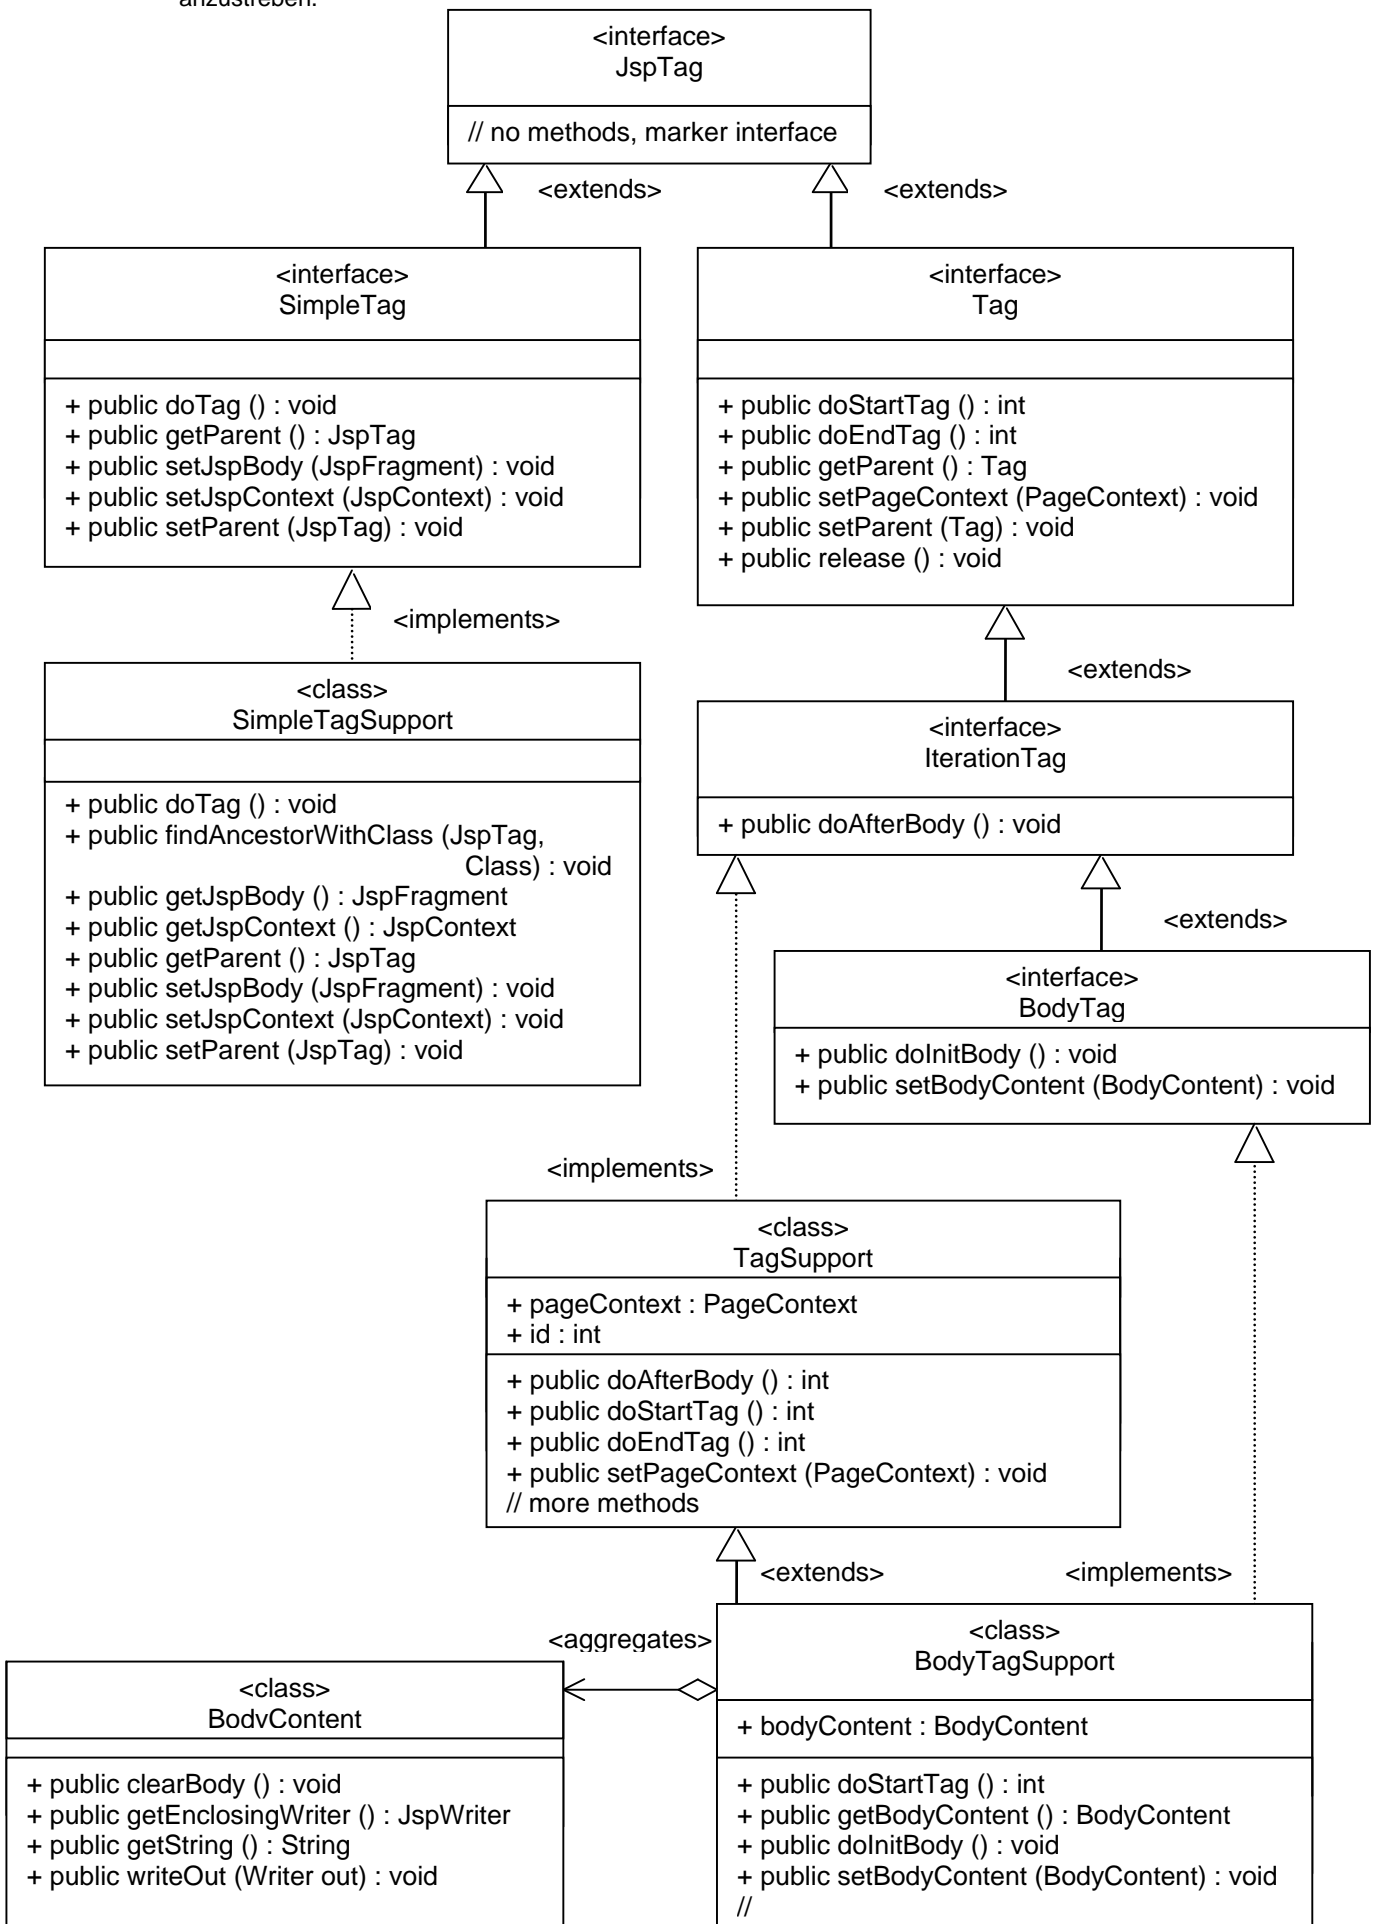 anzustreben.
<interface>
JspTag
// no methods, marker interface
<extends>
<extends>
<interface>
SimpleTag
+ public doTag () : void
+ public getParent () : JspTag
+ public setJspBody (JspFragment) : void
+ public setJspContext (JspContext) : void
+ public setParent (JspTag) : void
<interface>
Tag
+ public doStartTag () : int
+ public doEndTag () : int
+ public getParent () : Tag
+ public setPageContext (PageContext) : void
+ public setParent (Tag) : void
+ public release () : void
<implements>
<extends>
<class>
SimpleTagSupport
+ public doTag () : void
+ public findAncestorWithClass (JspTag,
Class) : void
+ public getJspBody () : JspFragment
+ public getJspContext () : JspContext
+ public getParent () : JspTag
+ public setJspBody (JspFragment) : void
+ public setJspContext (JspContext) : void
+ public setParent (JspTag) : void
<interface>
IterationTag
+ public doAfterBody () : void
<extends>
<interface>
BodyTag
+ public doInitBody () : void
+ public setBodyContent (BodyContent) : void
<implements>
<class>
TagSupport
+ pageContext : PageContext
+ id : int
+ public doAfterBody () : int
+ public doStartTag () : int
+ public doEndTag () : int
+ public setPageContext (PageContext) : void
// more methods
<extends>
<implements>
<aggregates>
<class>
BodyContent
+ public clearBody () : void
+ public getEnclosingWriter () : JspWriter
+ public getString () : String
+ public writeOut (Writer out) : void
<class>
BodyTagSupport
+ bodyContent : BodyContent
+ public doStartTag () : int
+ public getBodyContent () : BodyContent
+ public doInitBody () : void
+ public setBodyContent (BodyContent) : void
//